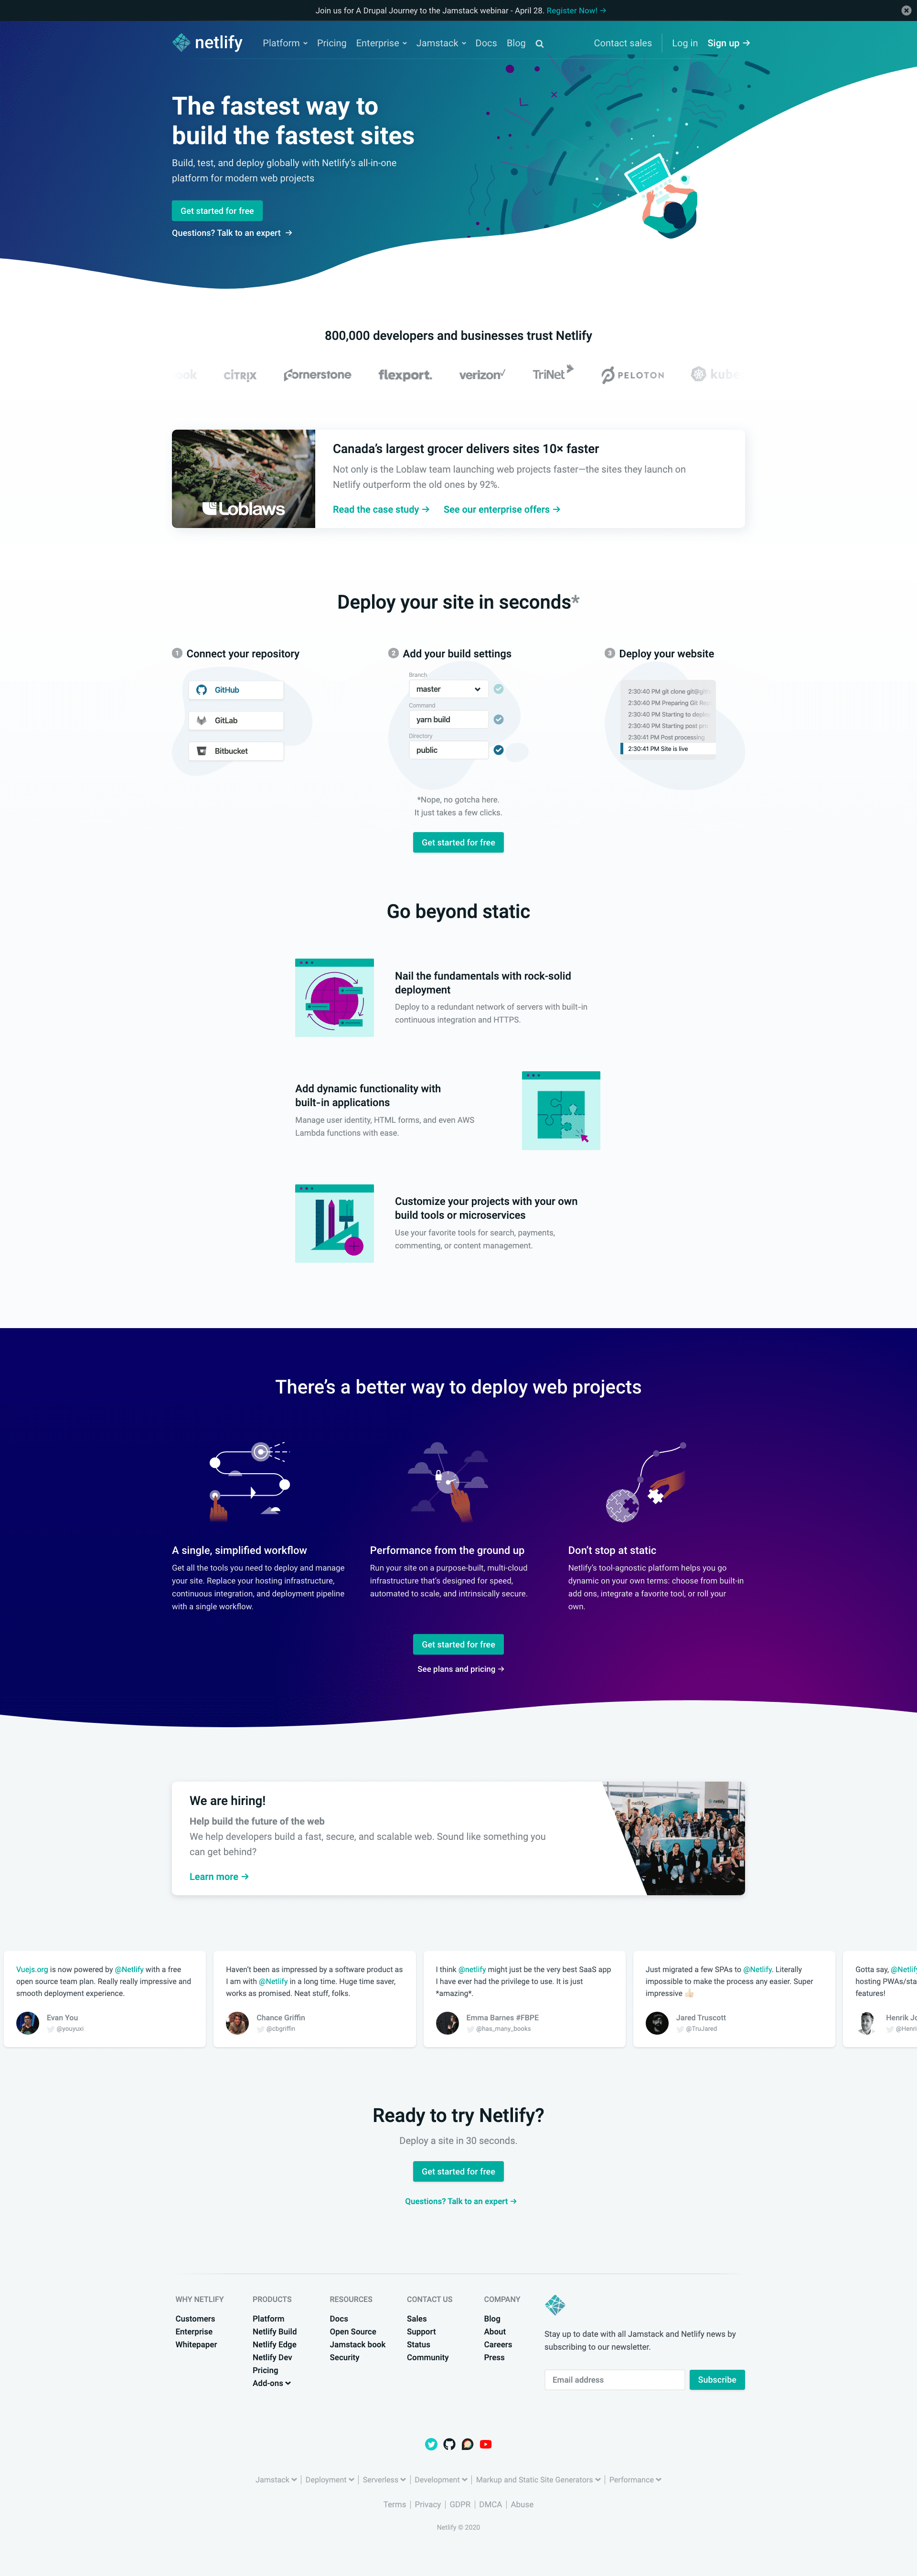 Join us for A Drupal Journey to the Jamstack webinar - April 28. Register Now! →
netlify
Platform
Pricing
Enterprise
Jamstack
Docs
Blog
Contact sales
Log in
Sign up →
The fastest way to
build the fastest sites
Build, test, and deploy globally with Netlify's all-in-one
platform for modern web projects
Get started for free
Questions? Talk to an expert →
800,000 developers and businesses trust Netlify
ook
CITRIX
Cornerstone
flexport.
verizon✓
TriNet
PELOTON
kube
Loblaws
Canada's largest grocer delivers sites 10× faster
Not only is the Loblaw team launching web projects faster—the sites they launch on
Netlify outperform the old ones by 92%.
Read the case study →
See our enterprise offers →
Deploy your site in seconds*
1 Connect your repository
GitHub
GitLab
Bitbucket
2 Add your build settings
Branch
master
Command
yarn build
Directory
public
3 Deploy your website
2:30:40 PM git clone git@gith
2:30:40 PM Preparing Git Rep
2:30:40 PM Starting to deploy
2:30:40 PM Starting post pro
2:30:41 PM Post processing
2:30:41 PM Site is live
*Nope, no gotcha here.
It just takes a few clicks.
Get started for free
Go beyond static
Nail the fundamentals with rock-solid
deployment
Deploy to a redundant network of servers with built-in
continuous integration and HTTPS.
Add dynamic functionality with
built-in applications
Manage user identity, HTML forms, and even AWS
Lambda functions with ease.
Customize your projects with your own
build tools or microservices
Use your favorite tools for search, payments,
commenting, or content management.
There's a better way to deploy web projects
A single, simplified workflow
Get all the tools you need to deploy and manage
your site. Replace your hosting infrastructure,
continuous integration, and deployment pipeline
with a single workflow.
Performance from the ground up
Run your site on a purpose-built, multi-cloud
infrastructure that's designed for speed,
automated to scale, and intrinsically secure.
Don't stop at static
Netlify's tool-agnostic platform helps you go
dynamic on your own terms: choose from built-in
add ons, integrate a favorite tool, or roll your
own.
Get started for free
See plans and pricing →
We are hiring!
Help build the future of the web
We help developers build a fast, secure, and scalable web. Sound like something you
can get behind?
Learn more →
netlify
netlify
Vuejs.org is now powered by @Netlify with a free
open source team plan. Really really impressive and
smooth deployment experience.
Evan You
@youyuxi
Haven't been as impressed by a software product as
I am with @Netlify in a long time. Huge time saver,
works as promised. Neat stuff, folks.
Chance Griffin
@cbgriffin
I think @netlify might just be the very best SaaS app
I have ever had the privilege to use. It is just
*amazing*.
Emma Barnes #FBPE
@has_many_books
Just migrated a few SPAs to @Netlify. Literally
impossible to make the process any easier. Super
impressive 👍🏻
Jared Truscott
@TruJared
Gotta say, @Netlify
hosting PWAs/sta
features!
Henrik Jo
@Henri
Ready to try Netlify?
Deploy a site in 30 seconds.
Get started for free
Questions? Talk to an expert →
WHY NETLIFY
Customers
Enterprise
Whitepaper
PRODUCTS
Platform
Netlify Build
Netlify Edge
Netlify Dev
Pricing
Add-ons
RESOURCES
Docs
Open Source
Jamstack book
Security
CONTACT US
Sales
Support
Status
Community
COMPANY
Blog
About
Careers
Press
Stay up to date with all Jamstack and Netlify news by
subscribing to our newsletter.
Email address
Subscribe
Jamstack | Deployment | Serverless | Development | Markup and Static Site Generators | Performance
Terms | Privacy | GDPR | DMCA | Abuse
Netlify © 2020